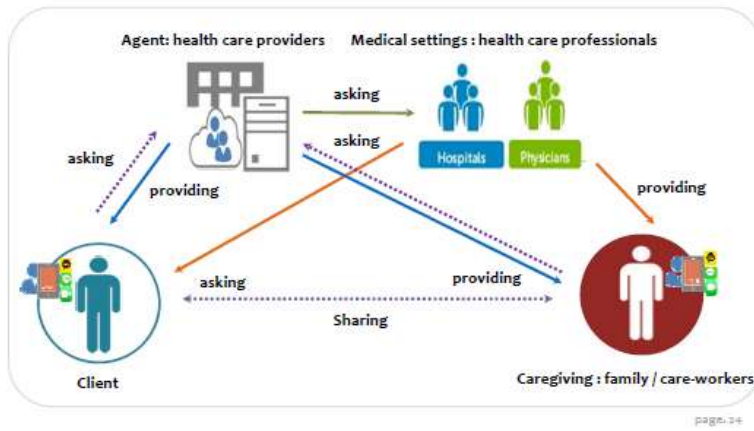 Agent: health care providers
Medical settings : health care professionals
asking
asking
asking
Hospitals
Physicians
providing
providing
asking
providing
Sharing
Client
Caregiving : family / care-workers
page. 14